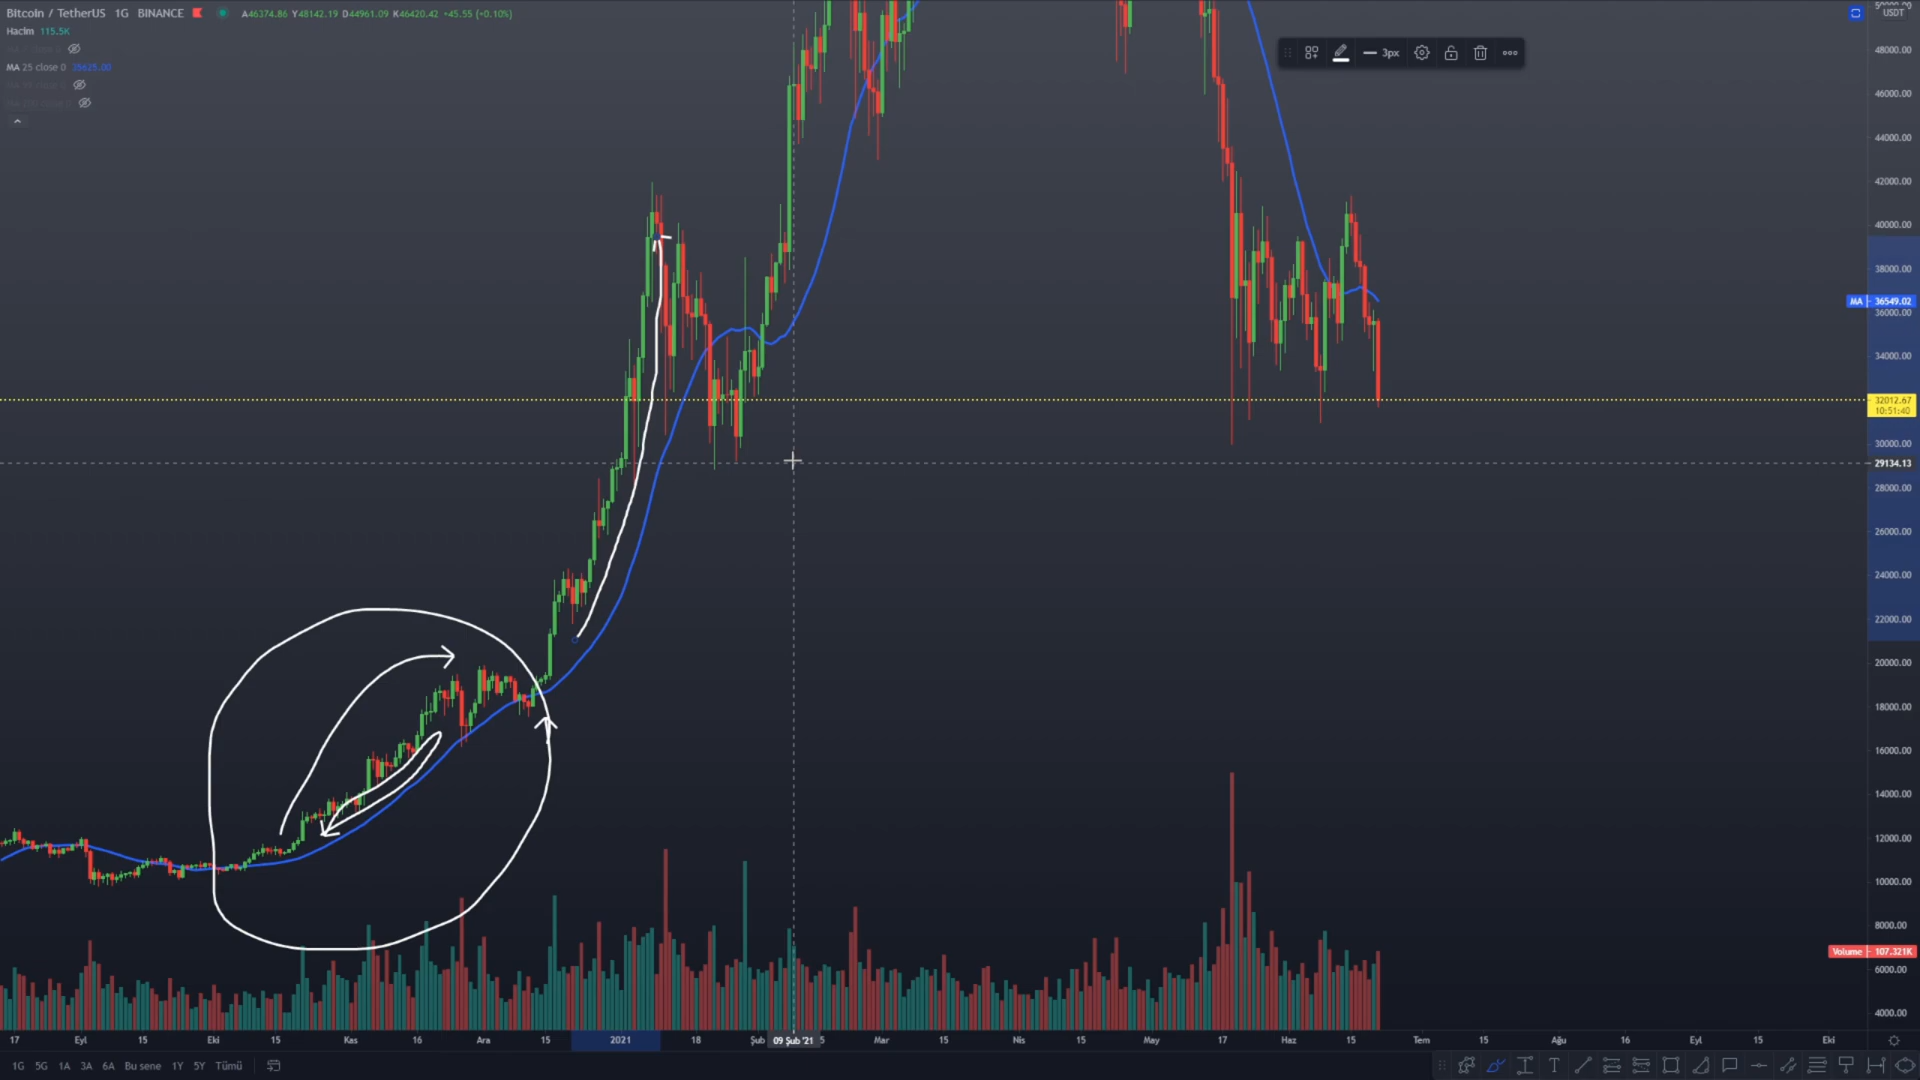 Bitcoin / TetherUS 1G BINANCE A46374.86 Y48142.19 D44961.09 K46420.42 +45.55 (+0.10%)
Hacim 115.5K
MA 25 close 0 35625.00
3px
USDT
48000.00
46000.00
44000.00
42000.00
40000.00
38000.00
MA 36549.02
36000.00
34000.00
32012.67
10:51:40
30000.00
29134.13
28000.00
26000.00
24000.00
22000.00
20000.00
18000.00
16000.00
14000.00
12000.00
10000.00
8000.00
Volume 107.321K
6000.00
4000.00
17 Eyl 15 Eki 15 Kas 16 Ara 15 2021 18 Şub 09 Şub '21 5 Mar 15 Nis 15 May 17 Haz 15 Tem 15 Ağu 16 Eyl 15 Eki
1G 5G 1A 3A 6A Bu sene 1Y 5Y Tümü